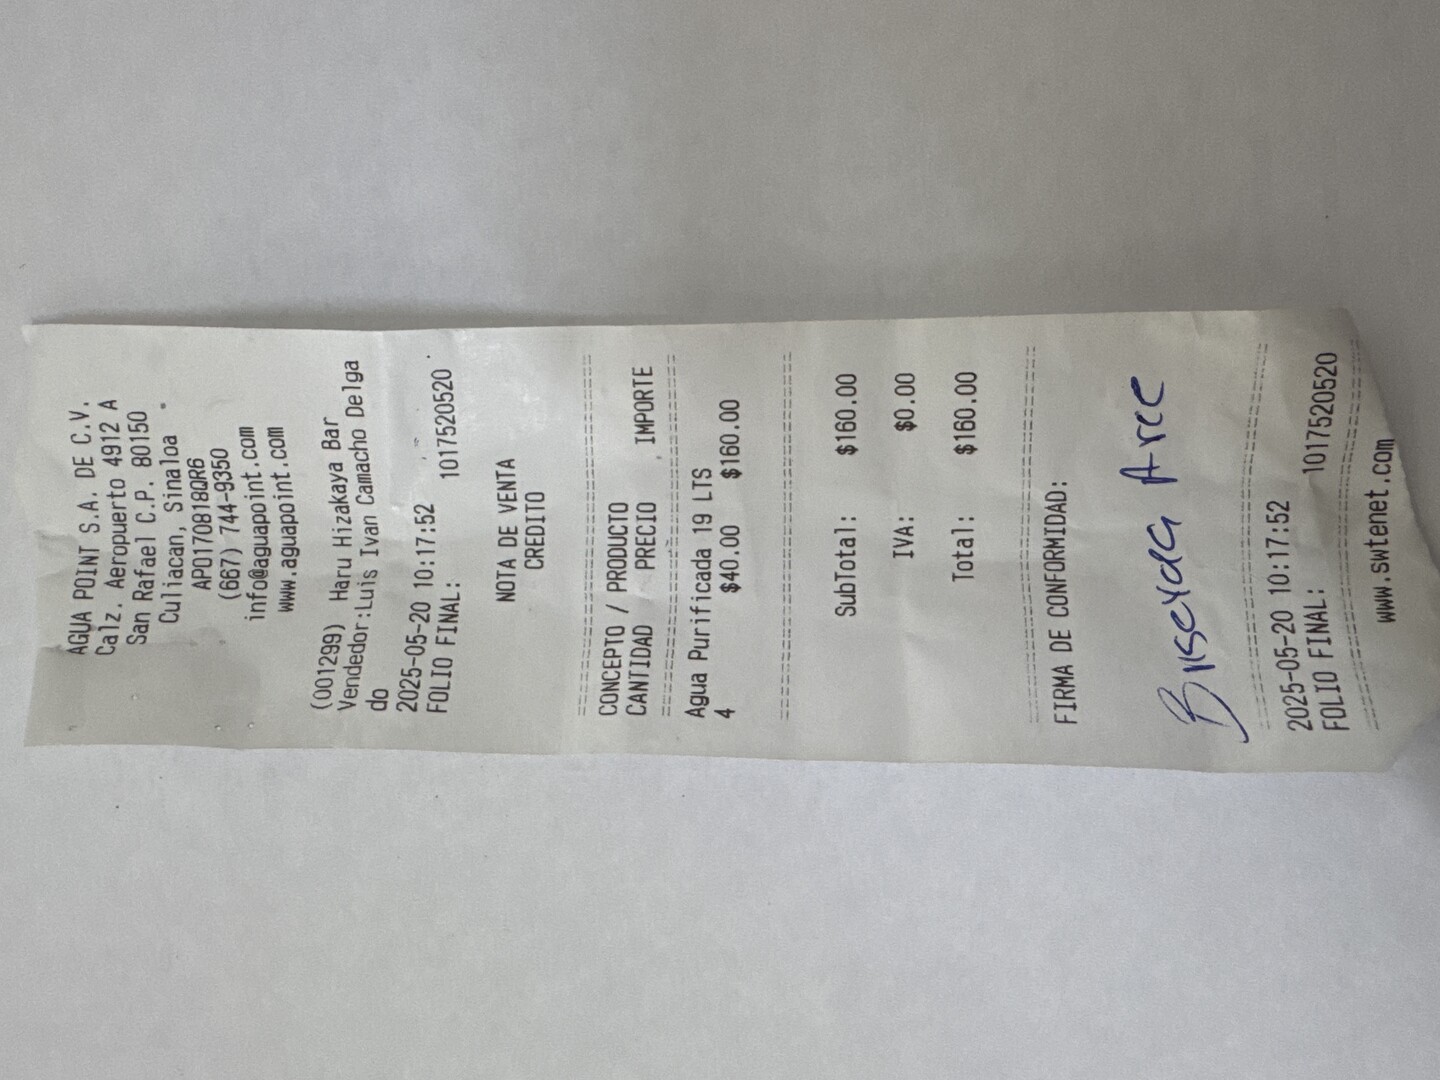 AGUA POINT S.A. DE C.V.
Calz. Aeropuerto 4912 A
San Rafael C.P. 80150
Culiacan, Sinaloa
APO170818QR6
(667) 744-9350
info@aguapoint.com
www.aguapoint.com
(001299) Haru Hizakaya Bar
Vendedor:Luis Ivan Camacho Delga
do
2025-05-20 10:17:52
FOLIO FINAL: 1017520520
NOTA DE VENTA
CREDITO
CONCEPTO / PRODUCTO
CANTIDAD PRECIO IMPORTE
Agua Purificada 19 LTS
4 $40.00 $160.00
SubTotal: $160.00
IVA: $0.00
Total: $160.00
FIRMA DE CONFORMIDAD:
Briseyda Arce
2025-05-20 10:17:52
FOLIO FINAL: 1017520520
www.swtenet.com